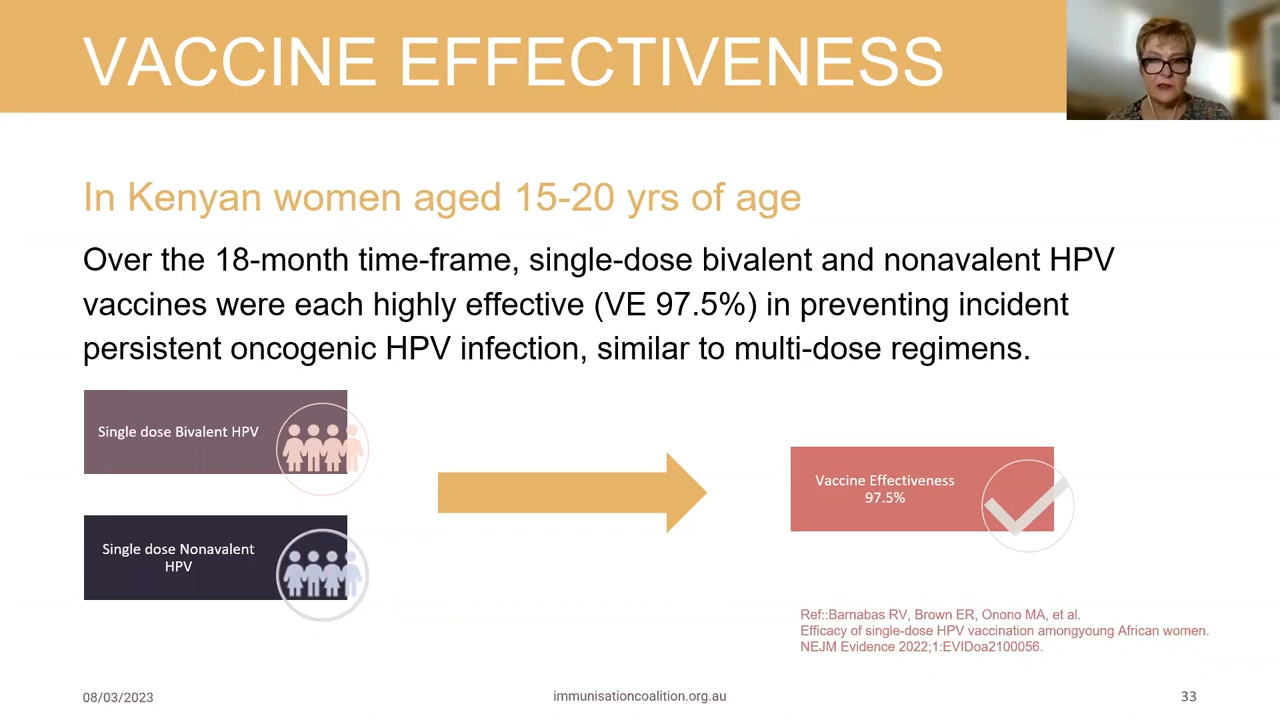 VACCINE EFFECTIVENESS
In Kenyan women aged 15-20 yrs of age
Over the 18-month time-frame, single-dose bivalent and nonavalent HPV
vaccines were each highly effective (VE 97.5%) in preventing incident
persistent oncogenic HPV infection, similar to multi-dose regimens.
Single dose Bivalent HPV
Single dose Nonavalent
HPV
Vaccine Effectiveness
97.5%
Ref::Barnabas RV, Brown ER, Onono MA, et al.
Efficacy of single-dose HPV vaccination amongyoung African women.
NEJM Evidence 2022;1:EVIDoa2100056.
08/03/2023
immunisationcoalition.org.au
33